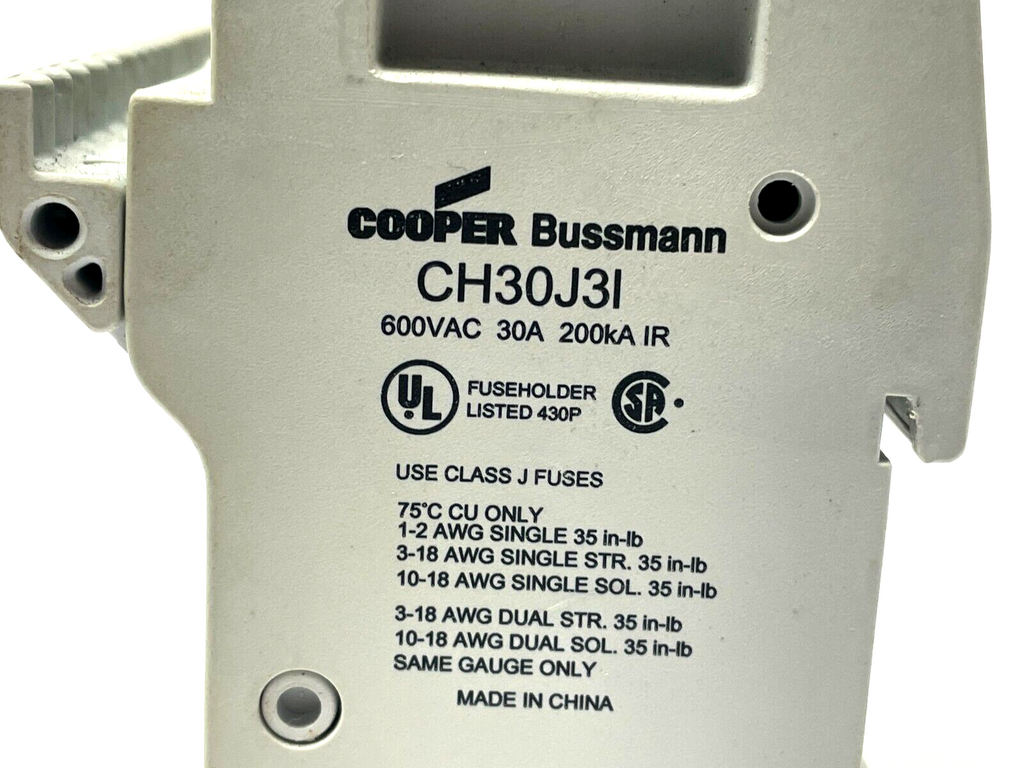 COOPER Bussmann
CH30J3I
600VAC 30A 200kA IR
UL FUSEHOLDER SA
LISTED 430P
USE CLASS J FUSES
75°C CU ONLY
1-2 AWG SINGLE 35 in-lb
3-18 AWG SINGLE STR. 35 in-lb
10-18 AWG SINGLE SOL. 35 in-lb
3-18 AWG DUAL STR. 35 in-lb
10-18 AWG DUAL SOL. 35 in-lb
SAME GAUGE ONLY
MADE IN CHINA